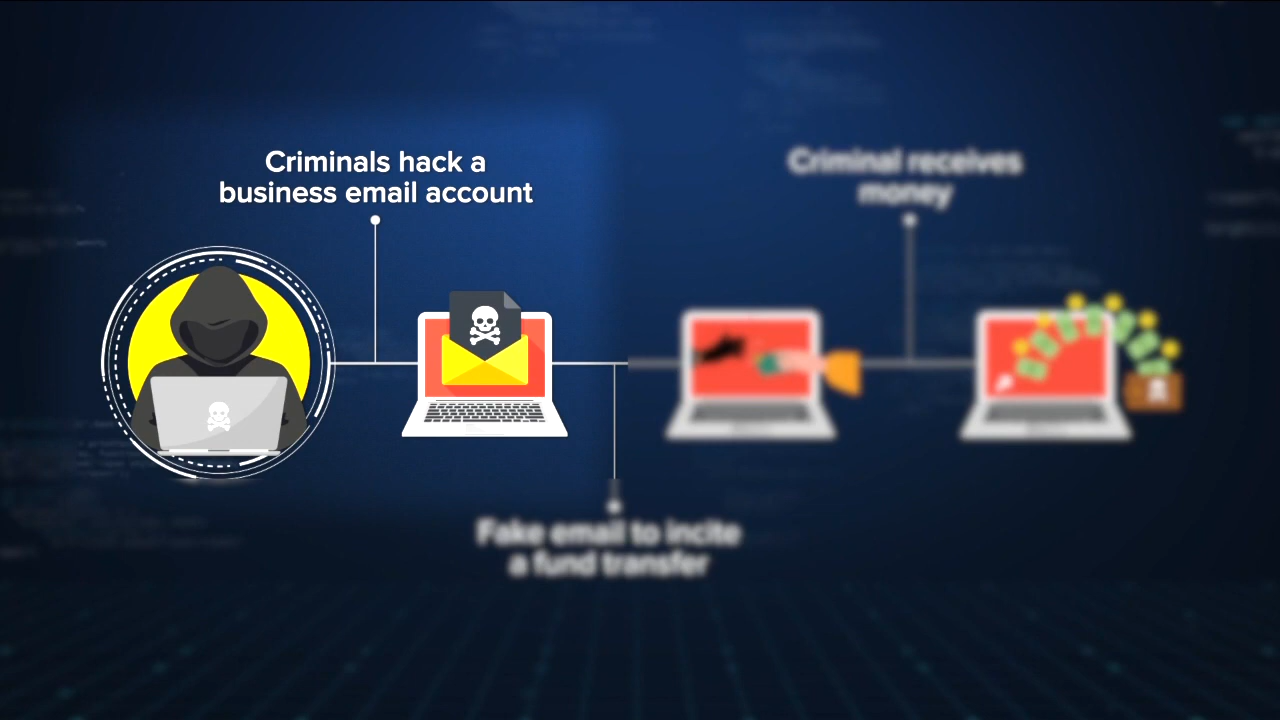 Criminals hack a
business email account
Criminal receives
money
Fake email to incite
a fund transfer